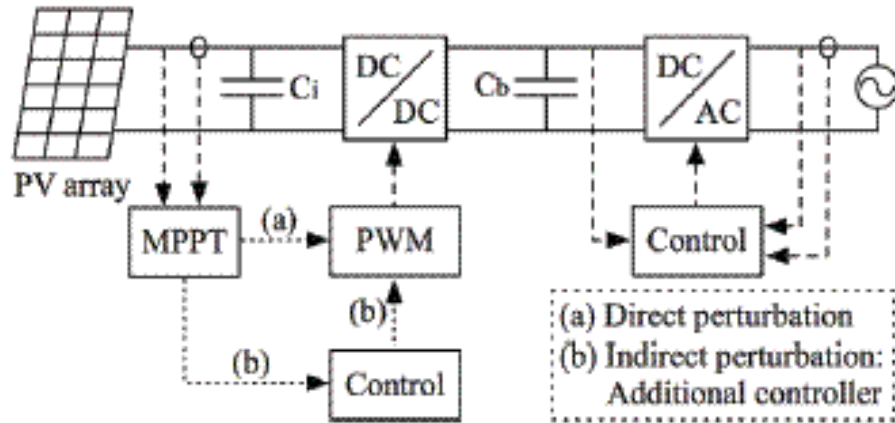 DC
DC
Ci
Cb
DC
AC
PV array
MPPT
(a)
PWM
Control
(b)
(b)
Control
(a) Direct perturbation
(b) Indirect perturbation:
Additional controller